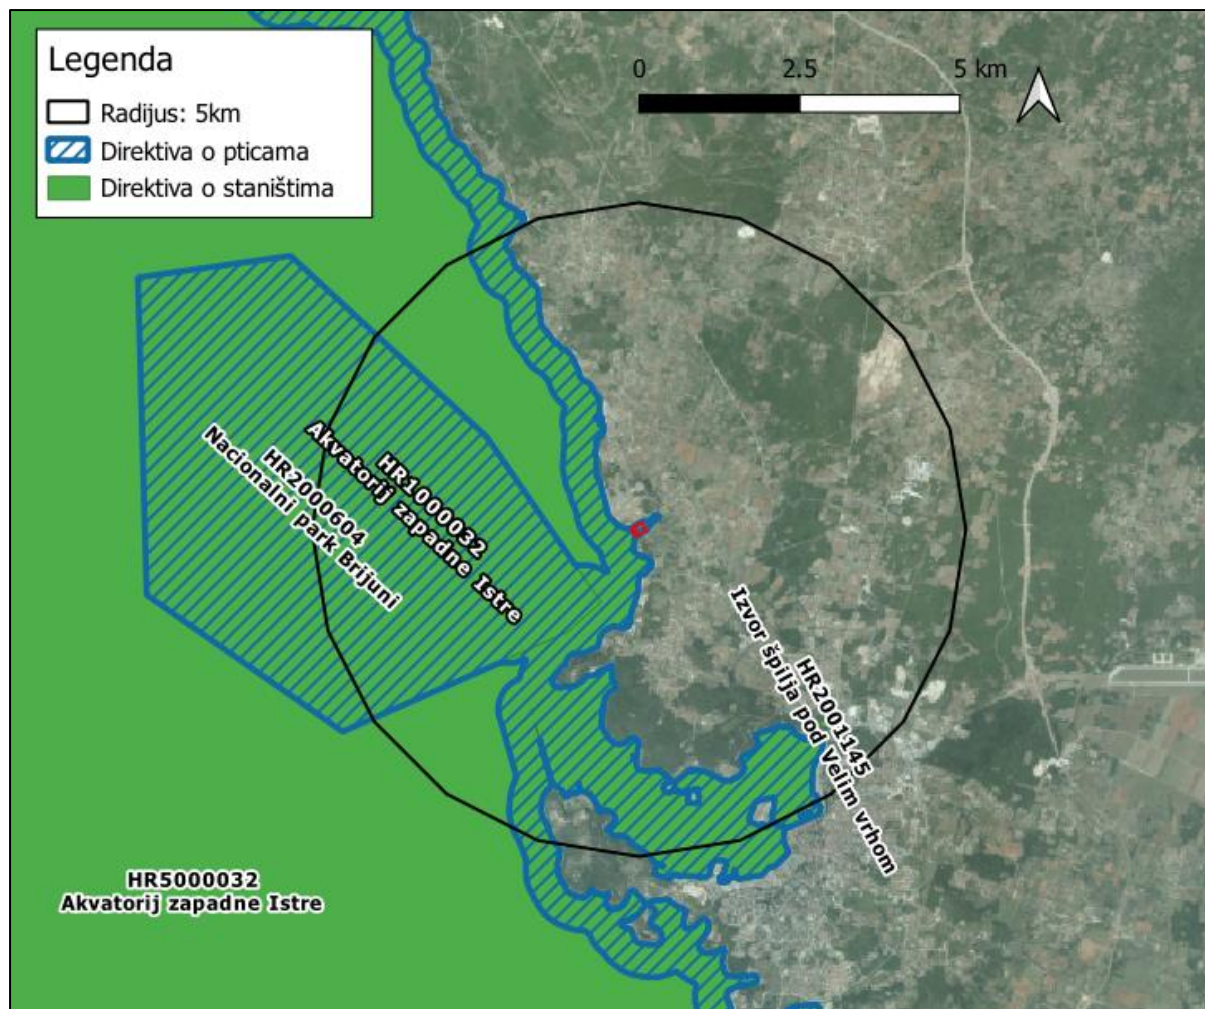 Legenda
Radijus: 5km
Direktiva o pticama
Direktiva o staništima
0 2.5 5 km
HR1000032
Akvatorij zapadne Istre
HR2000604
Nacionalni park Brijuni
HR2001145
Izvor špilja pod Velim vrhom
HR5000032
Akvatorij zapadne Istre